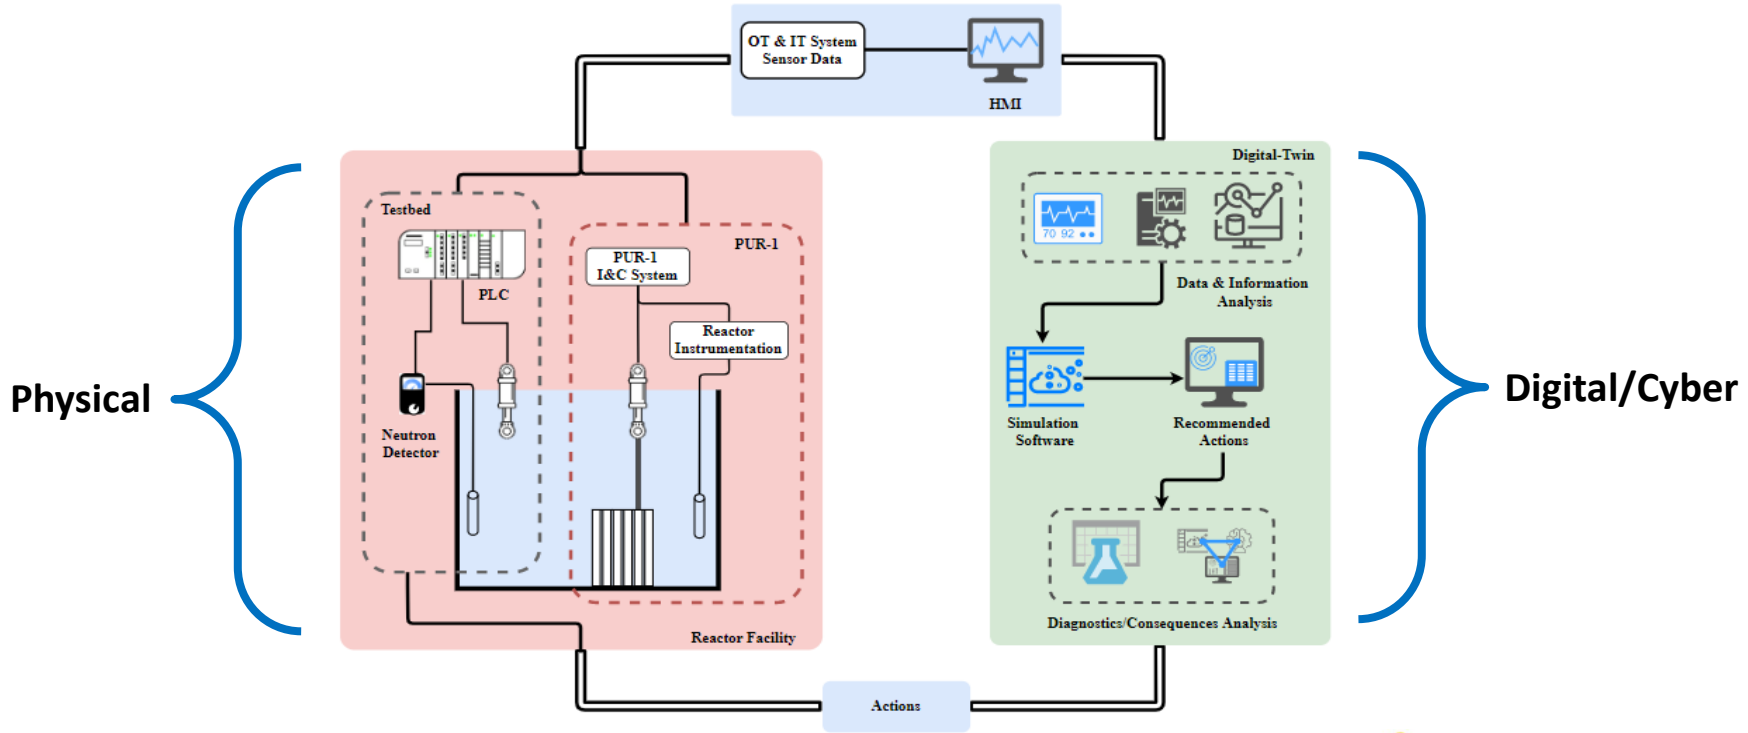 OT & IT System
Sensor Data
HMI
Physical
Testbed
PLC
Neutron
Detector
PUR-1
PUR-1
I&C System
Reactor
Instrumentation
Reactor Facility
Digital-Twin
70 92
Data & Information
Analysis
Simulation
Software
Recommended
Actions
Diagnostics/Consequences Analysis
Digital/Cyber
Actions